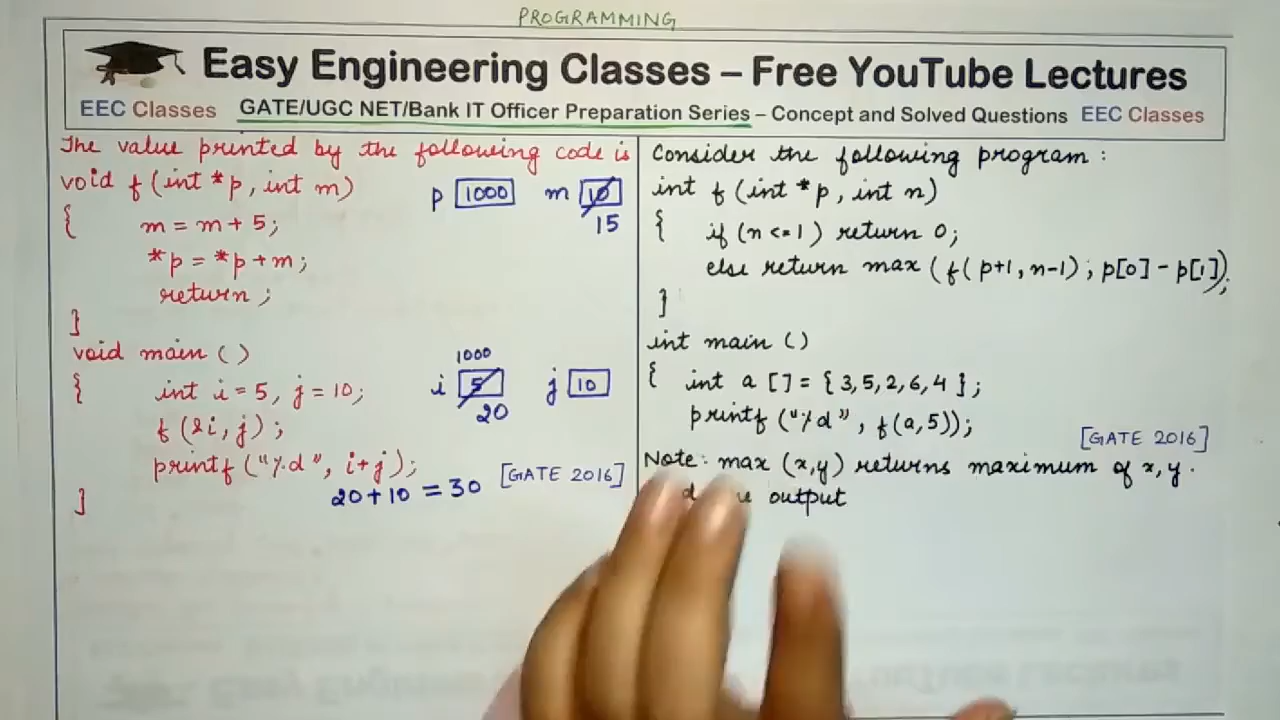 PROGRAMMING
Easy Engineering Classes – Free YouTube Lectures
EEC Classes GATE/UGC NET/Bank IT Officer Preparation Series – Concept and Solved Questions EEC Classes
The value printed by the following code is
void f (int *p, int m)
{ m = m + 5;
*p = *p + m;
return ;
}
void main ( )
{ int i = 5, j = 10;
f (&i, j) ;
printf ("%d", i+j);
20 + 10 = 30
[GATE 2016]
}
p 1000 m 10
15
1000
i 5 j 10
20
Consider the following program :
int f (int *p, int n)
{ if (n <= 1) return 0;
else return max ( f( p+1, n-1) , p[0] - p[1]);
}
int main ( )
{ int a [ ] = { 3, 5, 2, 6, 4 } ;
printf ("%d", f(a,5));
[GATE 2016]
Note: max (x,y) returns maximum of x, y.
output